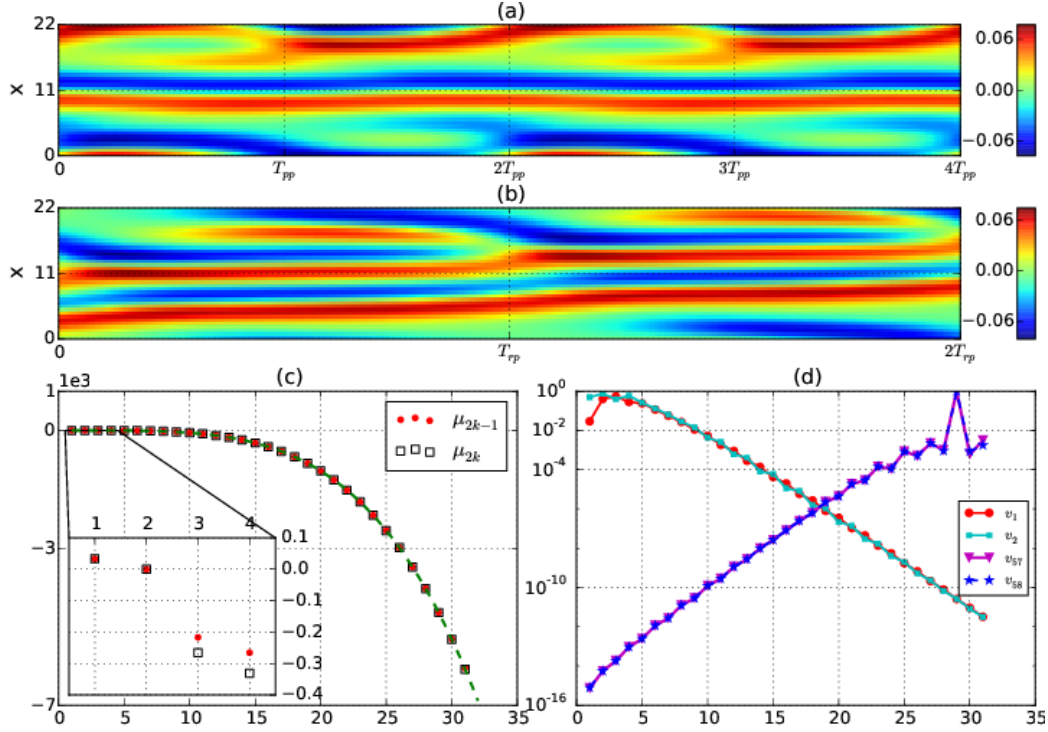 (a)
22
11
0
x
0
T_pp
2T_pp
3T_pp
4T_pp
0.06
0.00
−0.06
(b)
22
11
0
x
0
T_rp
2T_rp
0.06
0.00
−0.06
(c)
1e3
1
0
−3
−7
0 5 10 15 20 25 30 35
μ_{2k−1}
μ_{2k}
1 2 3 4
0.1
0.0
−0.1
−0.2
−0.3
−0.4
(d)
10^0
10^−2
10^−4
10^−10
10^−16
0 5 10 15 20 25 30 35
v_1
v_2
v_57
v_58